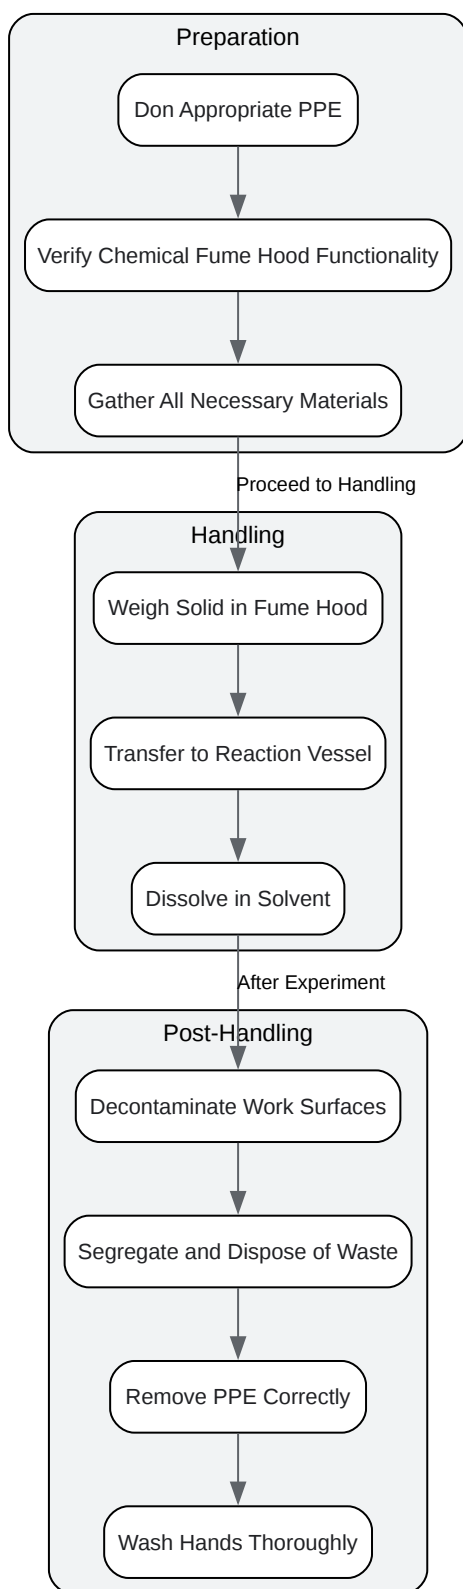 Preparation
Don Appropriate PPE
Verify Chemical Fume Hood Functionality
Gather All Necessary Materials
Proceed to Handling
Handling
Weigh Solid in Fume Hood
Transfer to Reaction Vessel
Dissolve in Solvent
After Experiment
Post-Handling
Decontaminate Work Surfaces
Segregate and Dispose of Waste
Remove PPE Correctly
Wash Hands Thoroughly